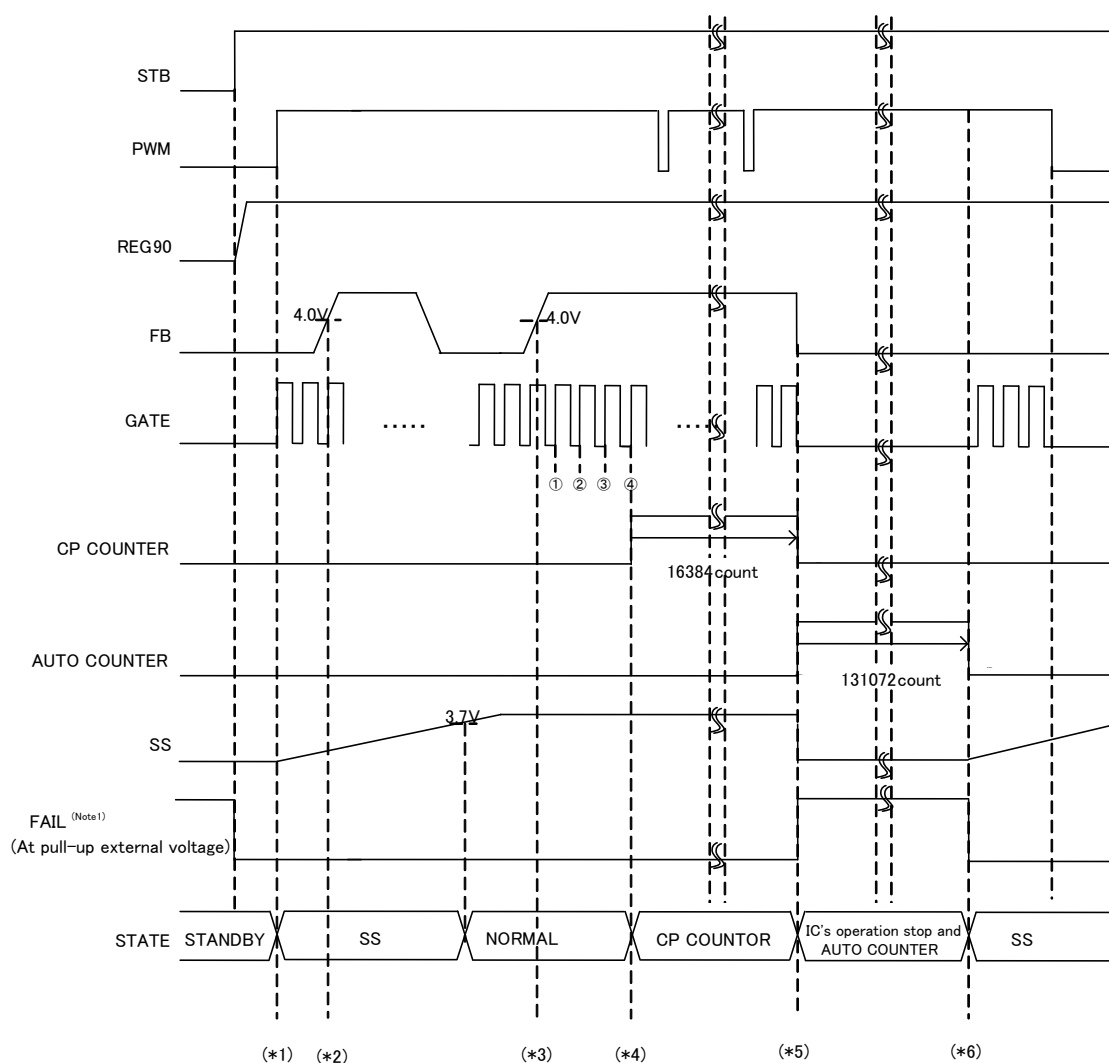 STB
PWM
REG90
4.0V
4.0V
FB
GATE
.....
.....
① ② ③ ④
CP COUNTER
16384count
AUTO COUNTER
131072count
3.7V
SS
FAIL (Note1)
(At pull-up external voltage)
STATE STANDBY SS NORMAL CP COUNTOR IC's operation stop and AUTO COUNTER SS
(*1) (*2) (*3) (*4) (*5) (*6)